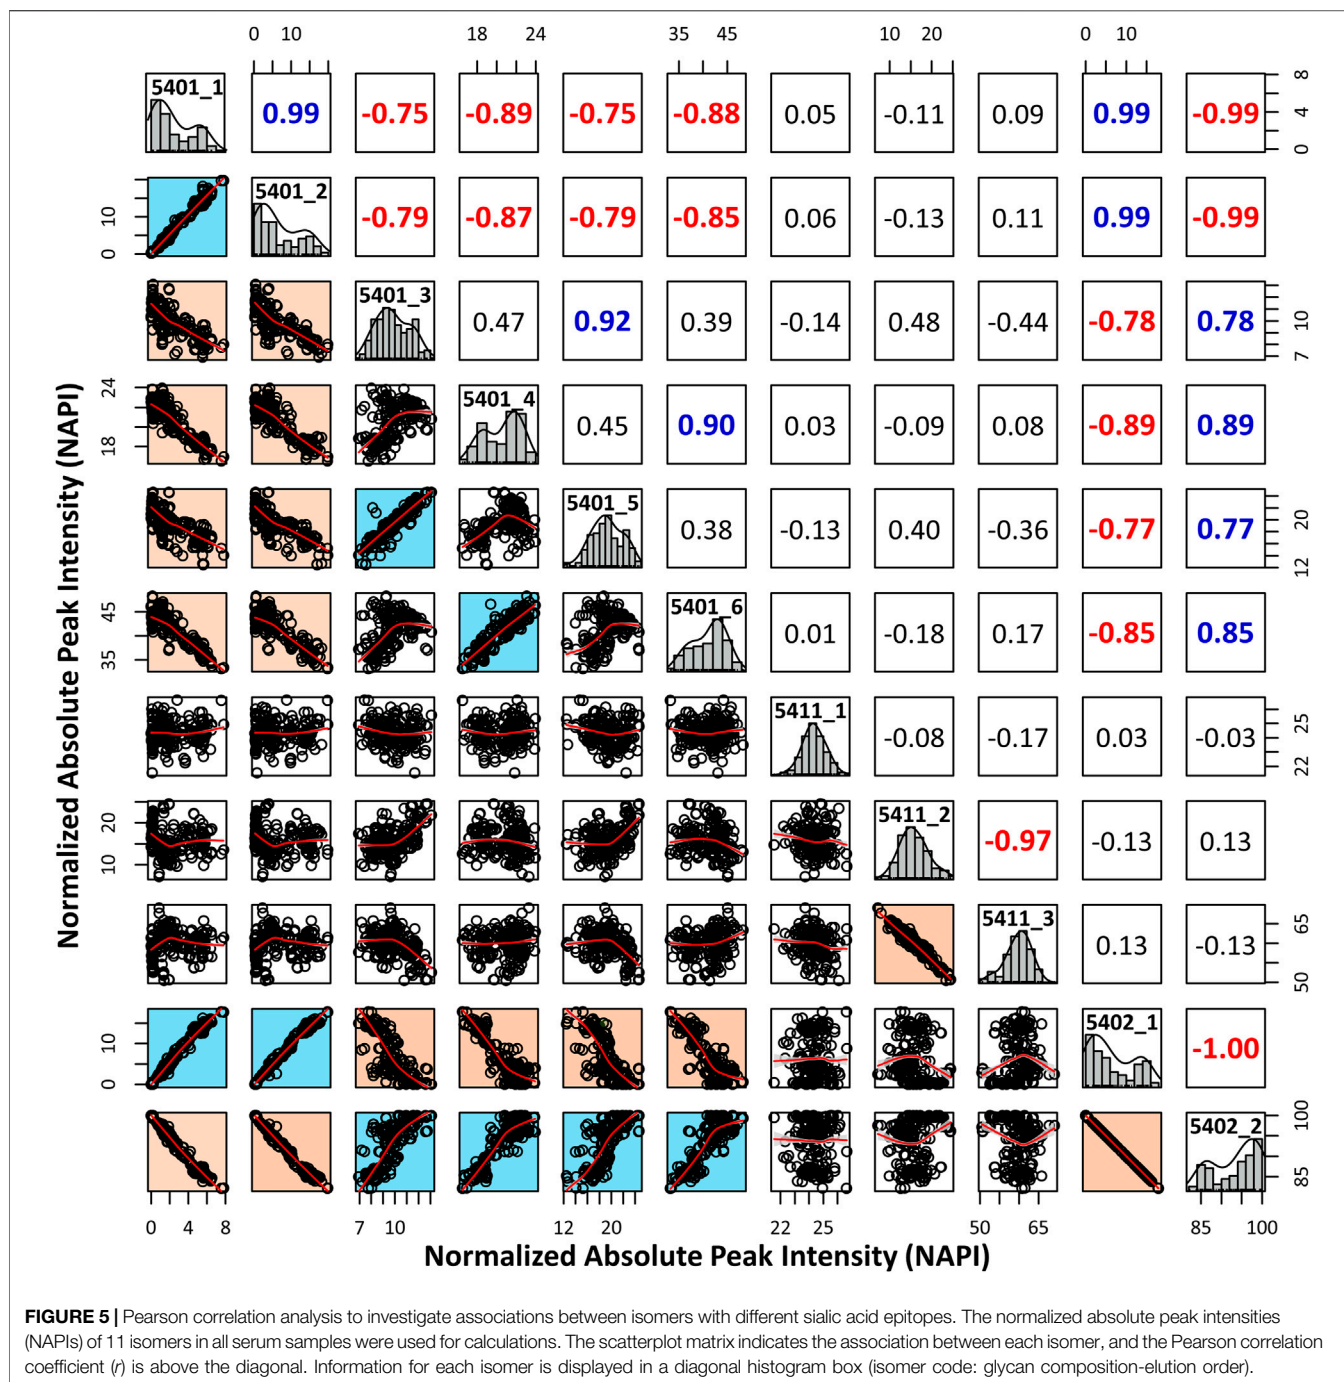 0 10 18 24 35 45 10 20 0 10
5401_1 0.99 -0.75 -0.89 -0.75 -0.88 0.05 -0.11 0.09 0.99 -0.99 0 4 8
0 10 5401_2 -0.79 -0.87 -0.79 -0.85 0.06 -0.13 0.11 0.99 -0.99
5401_3 0.47 0.92 0.39 -0.14 0.48 -0.44 -0.78 0.78 7 10
18 24 5401_4 0.45 0.90 0.03 -0.09 0.08 -0.89 0.89
5401_5 0.38 -0.13 0.40 -0.36 -0.77 0.77 12 20
35 45 5401_6 0.01 -0.18 0.17 -0.85 0.85
5411_1 -0.08 -0.17 0.03 -0.03 22 25
10 20 5411_2 -0.97 -0.13 0.13
5411_3 0.13 -0.13 50 65
0 10 5402_1 -1.00
5402_2 85 100
0 4 8 7 10 12 20 22 25 50 65 85 100
Normalized Absolute Peak Intensity (NAPI)
Normalized Absolute Peak Intensity (NAPI)
FIGURE 5 | Pearson correlation analysis to investigate associations between isomers with different sialic acid epitopes. The normalized absolute peak intensities
(NAPIs) of 11 isomers in all serum samples were used for calculations. The scatterplot matrix indicates the association between each isomer, and the Pearson correlation
coefficient (r) is above the diagonal. Information for each isomer is displayed in a diagonal histogram box (isomer code: glycan composition-elution order).